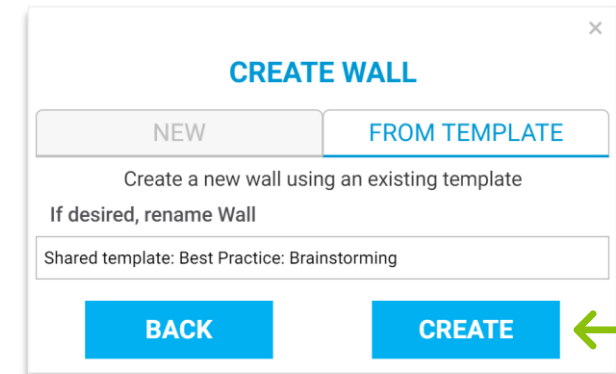 ×
CREATE WALL
NEW
FROM TEMPLATE
Create a new wall using an existing template
If desired, rename Wall
Shared template: Best Practice: Brainstorming
BACK
CREATE